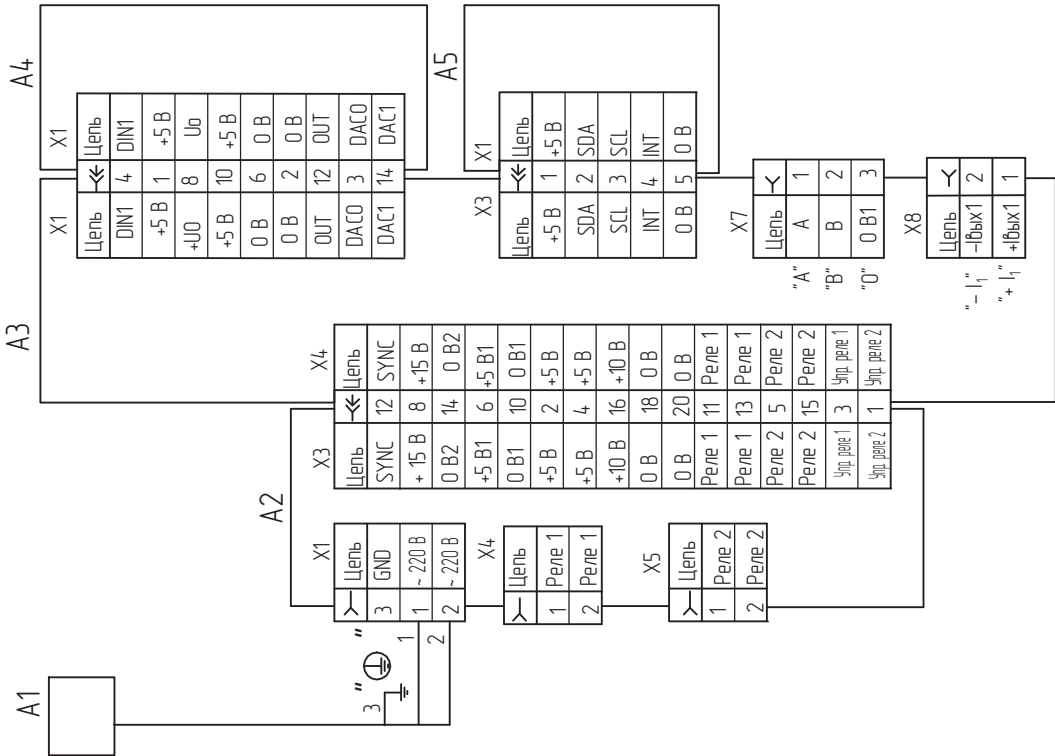 A1
"⏚"
3
1
2
A2
X1
Цепь
3 GND
1 ~ 220 В
2 ~ 220 В
X4
Цепь
1 Реле 1
2 Реле 1
X5
Цепь
1 Реле 2
2 Реле 2
A3
X3 X4
Цепь Цепь
SYNC 12 SYNC
+ 15 В 8 +15 В
0 В2 14 0 В2
+5 В1 6 +5 В1
0 В1 10 0 В1
+5 В 2 +5 В
+5 В 4 +5 В
+10 В 16 +10 В
0 В 18 0 В
0 В 20 0 В
Реле 1 11 Реле 1
Реле 1 13 Реле 1
Реле 2 5 Реле 2
Реле 2 15 Реле 2
Упр. реле 1 3 Упр. реле 1
Упр. реле 2 1 Упр. реле 2
A4
X1 X1
Цепь Цепь
DIN1 4 DIN1
+5 В 1 +5 В
+U0 8 Uo
+5 В 10 +5 В
0 В 6 0 В
0 В 2 0 В
OUT 12 OUT
DAC0 3 DAC0
DAC1 14 DAC1
A5
X3 X1
Цепь Цепь
+5 В 1 +5 В
SDA 2 SDA
SCL 3 SCL
INT 4 INT
0 В 5 0 В
X7
Цепь
"A" A 1
"B" B 2
"0" 0 В1 3
X8
Цепь
"– I₁" –Iвых1 2
"+ I₁" +Iвых1 1